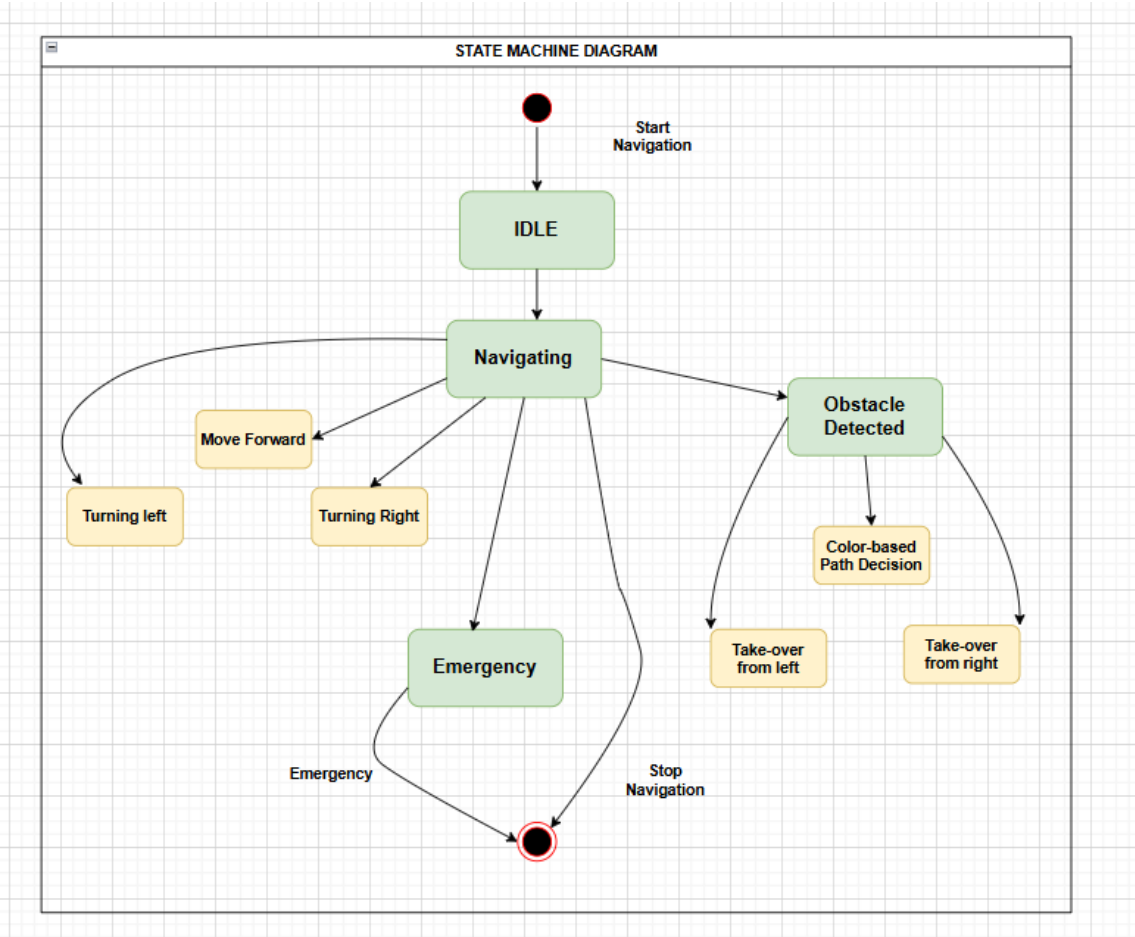 STATE MACHINE DIAGRAM
Start
Navigation
IDLE
Navigating
Obstacle
Detected
Move Forward
Turning left
Turning Right
Color-based
Path Decision
Take-over
from left
Take-over
from right
Emergency
Emergency
Stop
Navigation